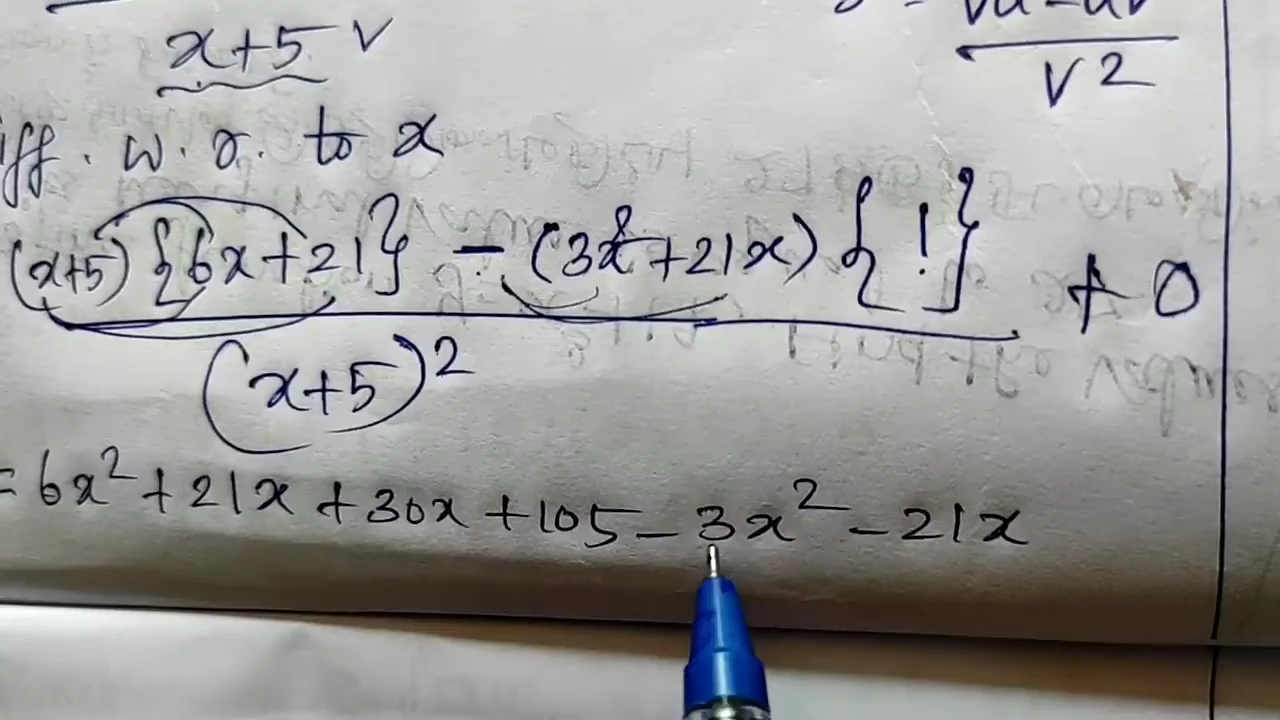 x+5 v
V2
iff. w.r. to x
(x+5) {6x+21} - (3x²+21x) {1} + 0
(x+5)²
= 6x² + 21x + 30x + 105 - 3x² - 21x